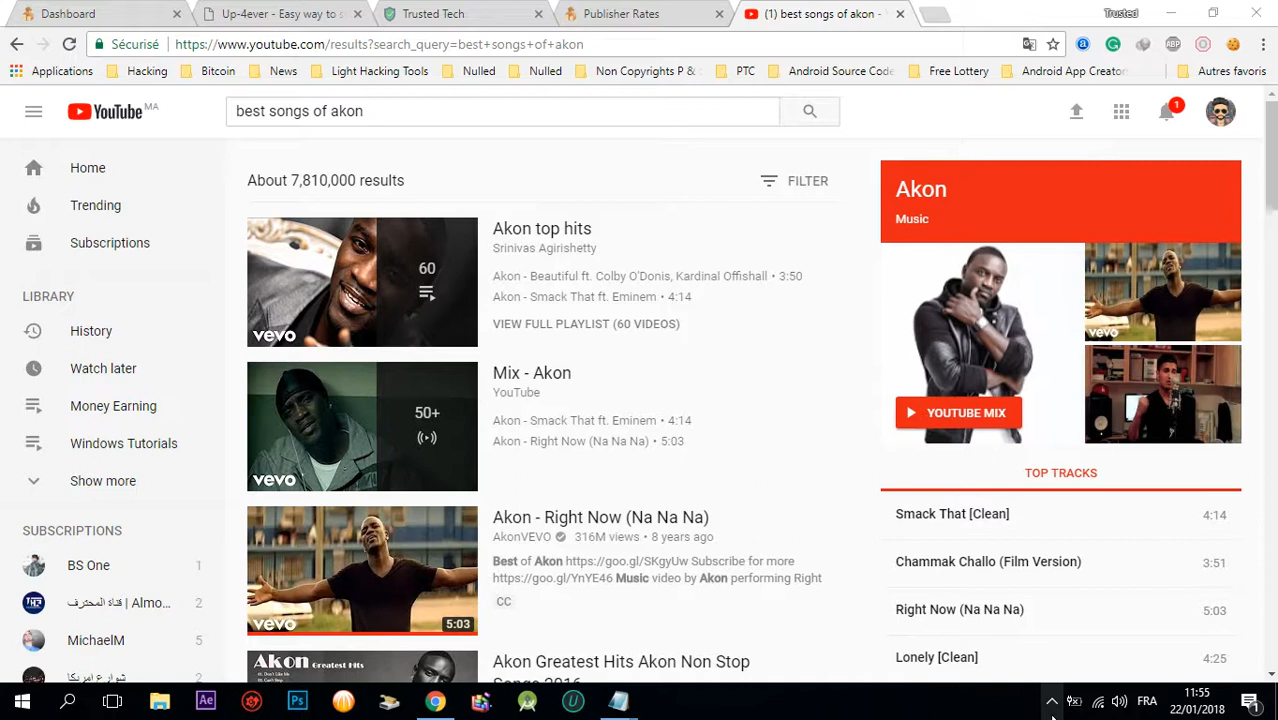 Dashboard
Up-4ever - Easy way to s
Trusted Tech
Publisher Rates
(1) best songs of akon -
Trusted
Sécurisé
https://www.youtube.com/results?search_query=best+songs+of+akon
ABP
Applications
Hacking
Bitcoin
News
Light Hacking Tools
Nulled
Nulled
Non Copyrights P &
PTC
Android Source Code
Free Lottery
Android App Creator
Autres favoris
YouTube MA
best songs of akon
1
Home
Trending
Subscriptions
LIBRARY
History
Watch later
Money Earning
Windows Tutorials
Show more
SUBSCRIPTIONS
BS One 1
قناة المحترف | Almo... 2
MichaelM 5
شوارع امريكا
About 7,810,000 results
FILTER
60
vevo
Akon top hits
Srinivas Agirishetty
Akon - Beautiful ft. Colby O'Donis, Kardinal Offishall • 3:50
Akon - Smack That ft. Eminem • 4:14
VIEW FULL PLAYLIST (60 VIDEOS)
50+
vevo
Mix - Akon
YouTube
Akon - Smack That ft. Eminem • 4:14
Akon - Right Now (Na Na Na) • 5:03
vevo
5:03
Akon - Right Now (Na Na Na)
AkonVEVO 316M views • 8 years ago
Best of Akon https://goo.gl/SKgyUw Subscribe for more
https://goo.gl/YnYE46 Music video by Akon performing Right
CC
AKON Greatest Hits
Akon Greatest Hits Akon Non Stop
Akon
Music
vevo
YOUTUBE MIX
TOP TRACKS
Smack That [Clean] 4:14
Chammak Challo (Film Version) 3:51
Right Now (Na Na Na) 5:03
Lonely [Clean] 4:25
Ae
Ps
U
FRA
11:55
22/01/2018
1